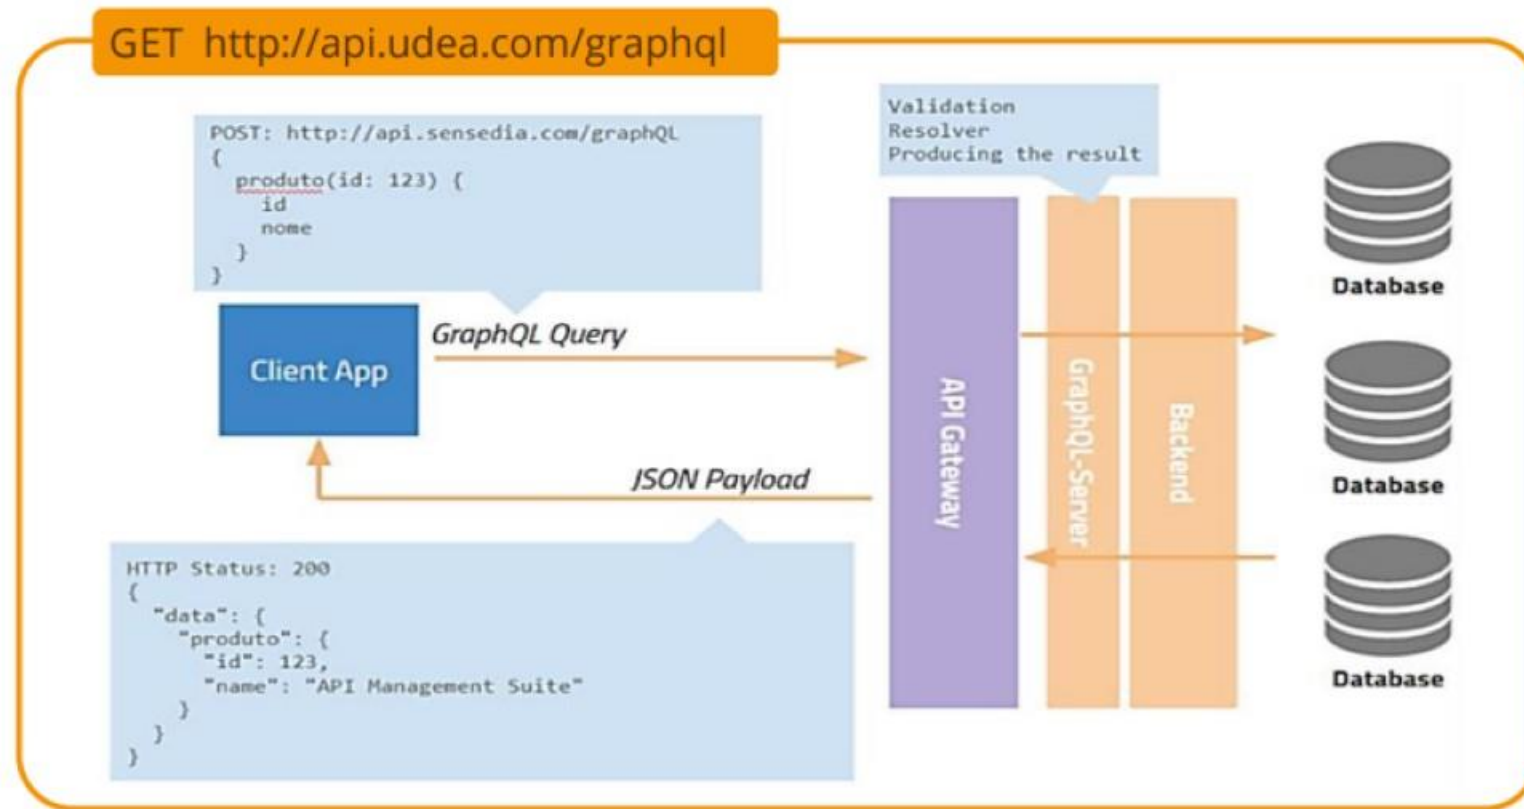 GET http://api.udea.com/graphql
POST: http://api.sensedia.com/graphQL
{
  produto(id: 123) {
    id
    nome
  }
}
Validation
Resolver
Producing the result
Client App
GraphQL Query
JSON Payload
API Gateway
GraphQL-Server
Backend
Database
Database
Database
HTTP Status: 200
{
  "data": {
    "produto": {
      "id": 123,
      "name": "API Management Suite"
    }
  }
}